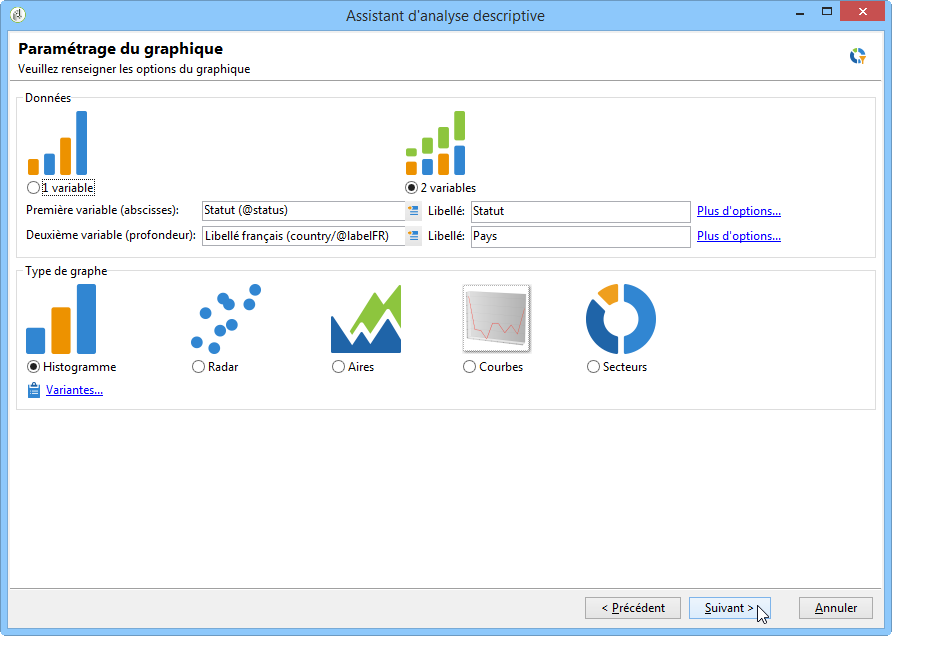 Assistant d'analyse descriptive
Paramétrage du graphique
Veuillez renseigner les options du graphique
Données
1 variable 2 variables
Première variable (abscisses): Statut (@status) Libellé: Statut Plus d'options...
Deuxième variable (profondeur): Libellé français (country/@labelFR) Libellé: Pays Plus d'options...
Type de graphe
Histogramme Radar Aires Courbes Secteurs
Variantes...
< Précédent Suivant > Annuler